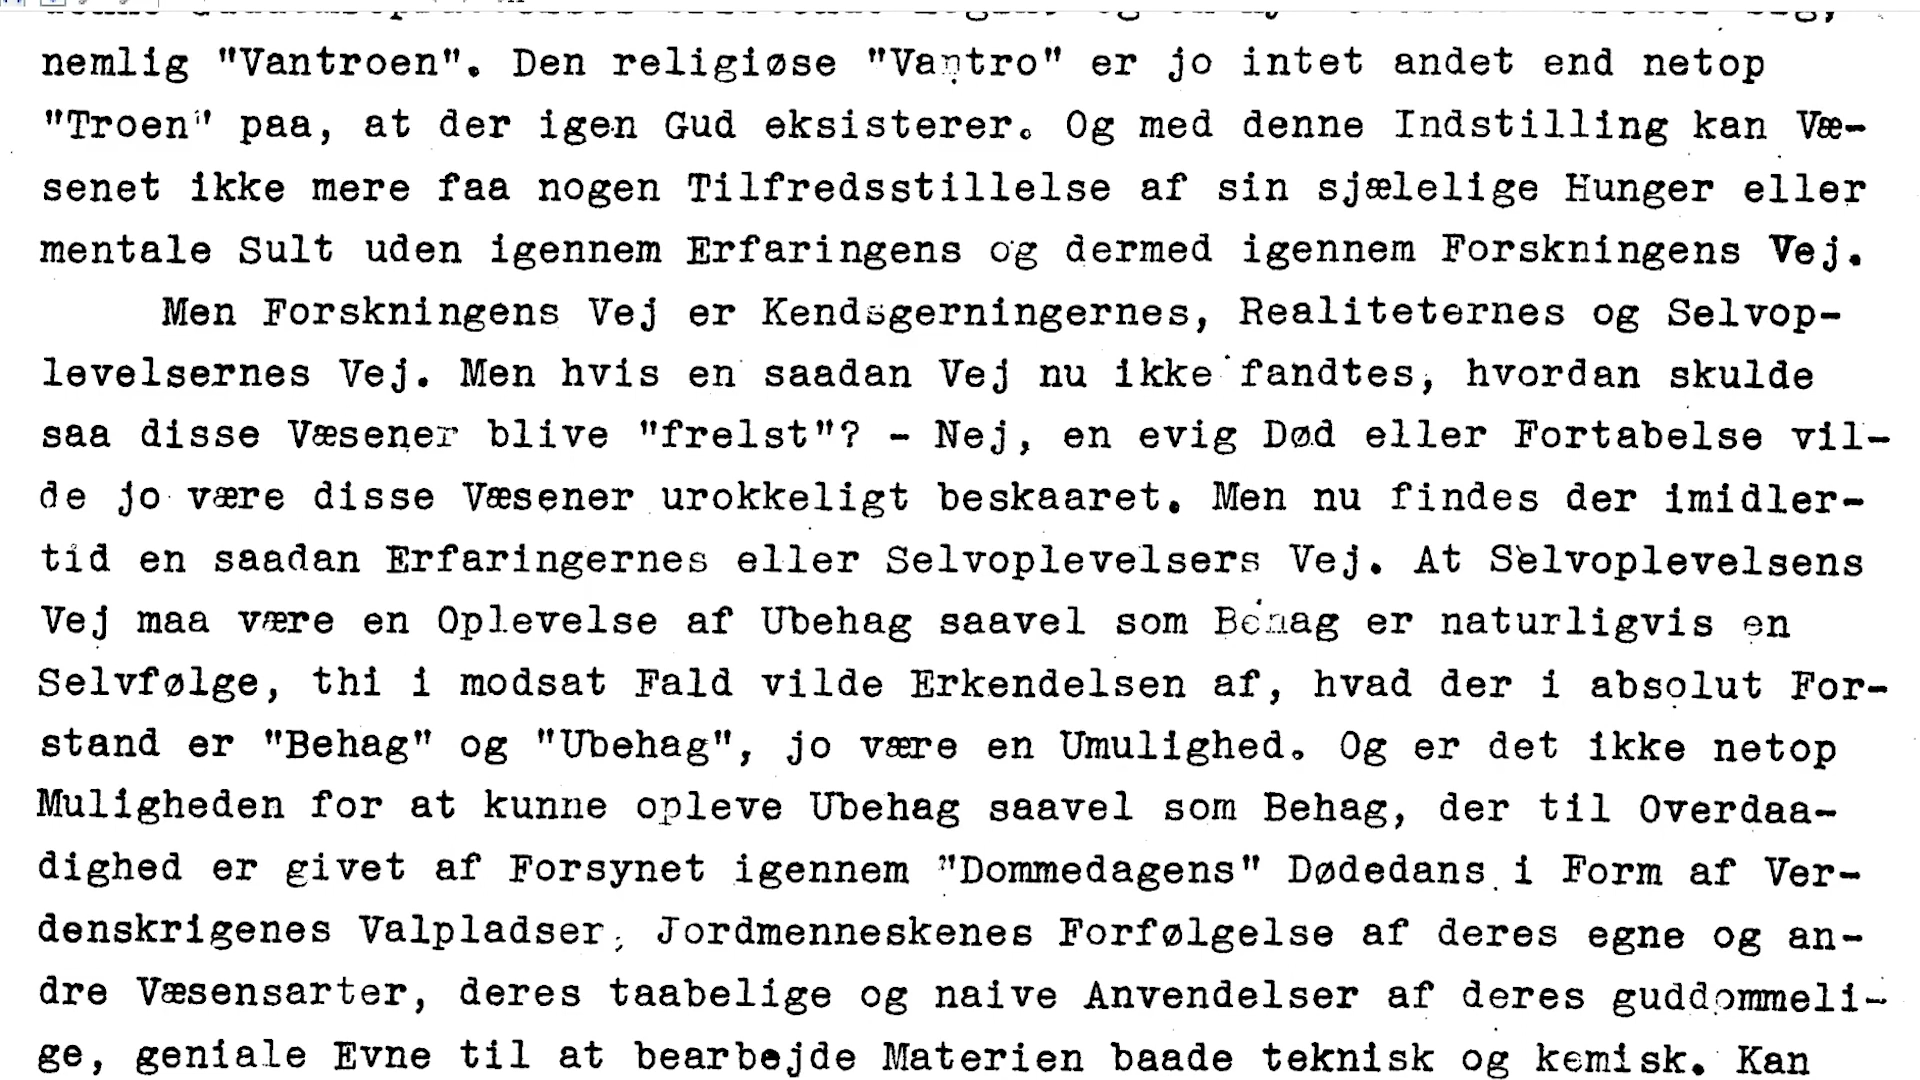 nemlig "Vantroen". Den religiøse "Vantro" er jo intet andet end netop
"Troen" paa, at der igen Gud eksisterer. Og med denne Indstilling kan Væ-
senet ikke mere faa nogen Tilfredsstillelse af sin sjælelige Hunger eller
mentale Sult uden igennem Erfaringens og dermed igennem Forskningens Vej.
Men Forskningens Vej er Kendsgerningernes, Realiteternes og Selvop-
levelsernes Vej. Men hvis en saadan Vej nu ikke fandtes, hvordan skulde
saa disse Væsener blive "frelst"? - Nej, en evig Død eller Fortabelse vil-
de jo være disse Væsener urokkeligt beskaaret. Men nu findes der imidler-
tid en saadan Erfaringernes eller Selvoplevelsers Vej. At Selvoplevelsens
Vej maa være en Oplevelse af Ubehag saavel som Behag er naturligvis en
Selvfølge, thi i modsat Fald vilde Erkendelsen af, hvad der i absolut For-
stand er "Behag" og "Ubehag", jo være en Umulighed. Og er det ikke netop
Muligheden for at kunne opleve Ubehag saavel som Behag, der til Overdaa-
dighed er givet af Forsynet igennem "Dommedagens" Dødedans i Form af Ver-
denskrigenes Valpladser, Jordmenneskenes Forfølgelse af deres egne og an-
dre Væsensarter, deres taabelige og naive Anvendelser af deres guddommeli-
ge, geniale Evne til at bearbejde Materien baade teknisk og kemisk. Kan